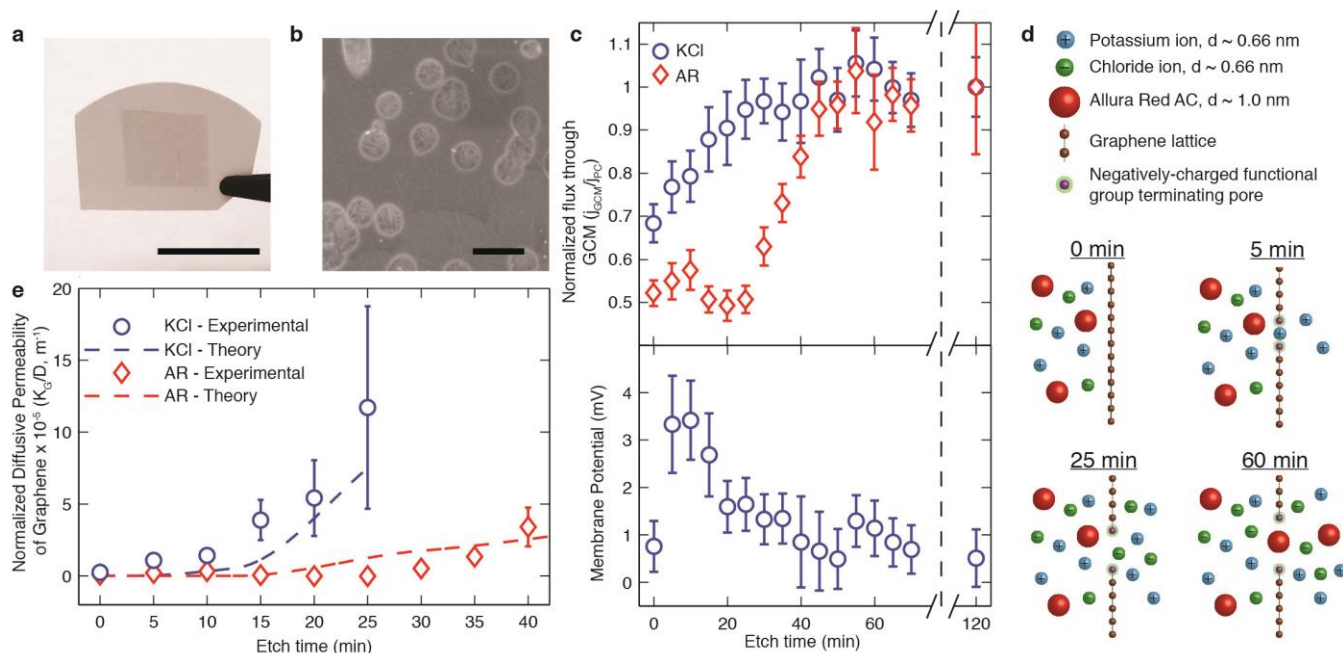 a
b
c
KCl
AR
Normalized flux through
GCM (j_GCM/j_PC)
1.1
1
0.9
0.8
0.7
0.6
0.5
Membrane Potential (mV)
4
3
2
1
0
0
20
40
60
120
Etch time (min)
d
Potassium ion, d ~ 0.66 nm
Chloride ion, d ~ 0.66 nm
Allura Red AC, d ~ 1.0 nm
Graphene lattice
Negatively-charged functional
group terminating pore
0 min
5 min
25 min
60 min
e
Normalized Diffusive Permeability
of Graphene x 10⁻⁵ (K_G/D, m⁻¹)
20
15
10
5
0
KCl - Experimental
KCl - Theory
AR - Experimental
AR - Theory
0
5
10
15
20
25
30
35
40
Etch time (min)